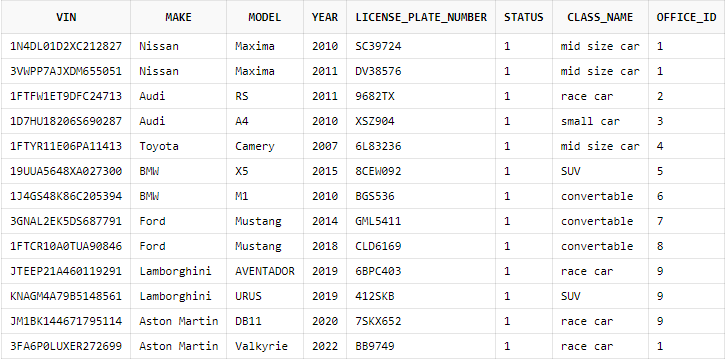 VIN MAKE MODEL YEAR LICENSE_PLATE_NUMBER STATUS CLASS_NAME OFFICE_ID
1N4DL01D2XC212827 Nissan Maxima 2010 SC39724 1 mid size car 1
3VWPP7AJXDM655051 Nissan Maxima 2011 DV38576 1 mid size car 1
1FTFW1ET9DFC24713 Audi RS 2011 9682TX 1 race car 2
1D7HU18206S690287 Audi A4 2010 XSZ904 1 small car 3
1FTYR11E06PA11413 Toyota Camery 2007 6L83236 1 mid size car 4
19UUA5648XA027300 BMW X5 2015 8CEW092 1 SUV 5
1J4GS48K86C205394 BMW M1 2010 BGS536 1 convertable 6
3GNAL2EK5DS687791 Ford Mustang 2014 GML5411 1 convertable 7
1FTCR10A0TUA90846 Ford Mustang 2018 CLD6169 1 convertable 8
JTEEP21A460119291 Lamborghini AVENTADOR 2019 6BPC403 1 race car 9
KNAGM4A79B5148561 Lamborghini URUS 2019 412SKB 1 SUV 9
JM1BK144671795114 Aston Martin DB11 2020 7SKX652 1 race car 9
3FA6P0LUXER272699 Aston Martin Valkyrie 2022 BB9749 1 race car 1